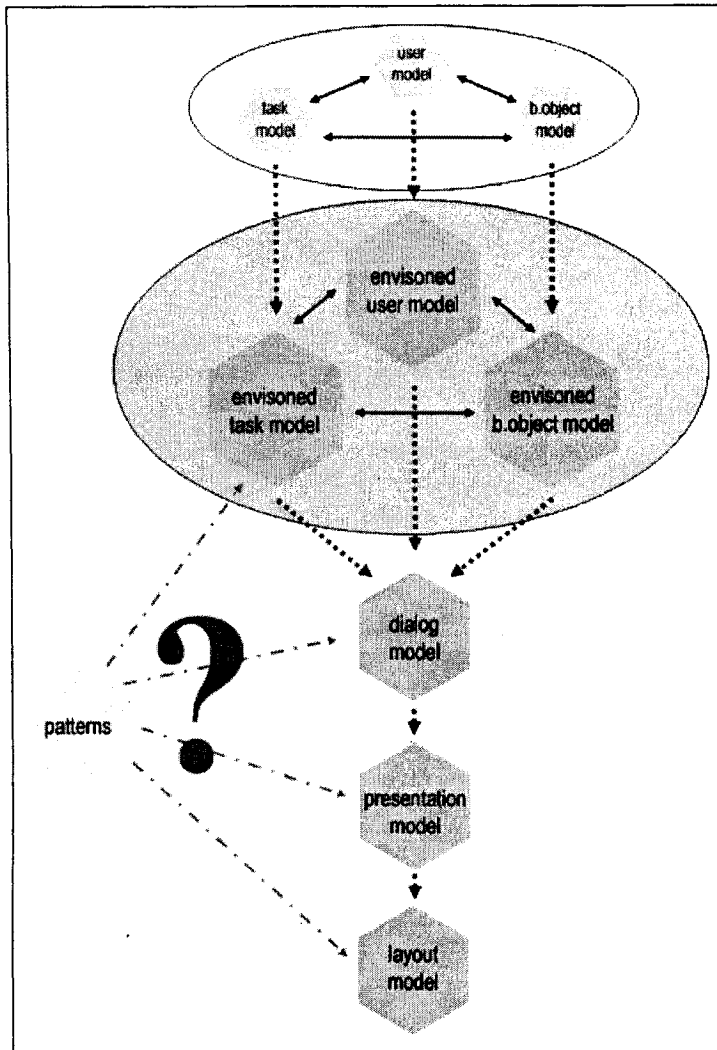 user
model
task
model
b.object
model
envisoned
user model
envisoned
task model
envisoned
b.object model
dialog
model
?
patterns
presentation
model
layout
model